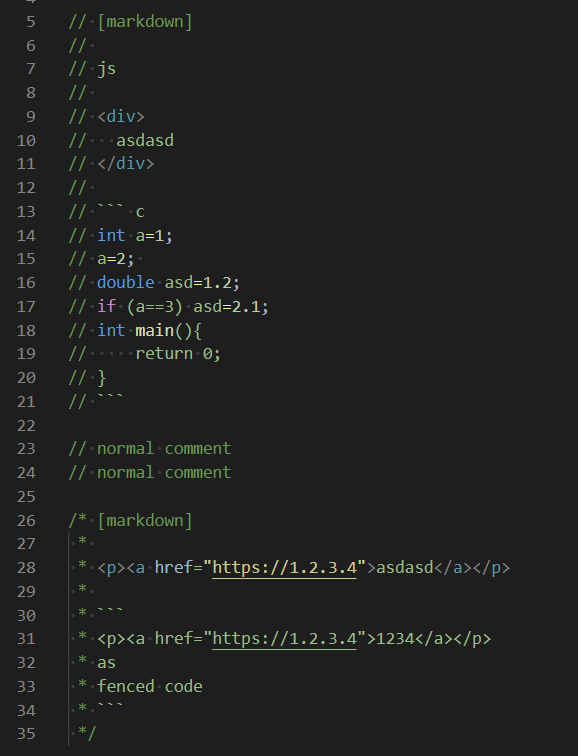 5 // [markdown]
6 //
7 // js
8 //
9 // <div>
10 //   asdasd
11 // </div>
12 //
13 // ``` c
14 // int a=1;
15 // a=2;
16 // double asd=1.2;
17 // if (a==3) asd=2.1;
18 // int main(){
19 //     return 0;
20 // }
21 // ```
22
23 // normal comment
24 // normal comment
25
26 /* [markdown]
27  *
28  * <p><a href="https://1.2.3.4">asdasd</a></p>
29  *
30  * ```
31  * <p><a href="https://1.2.3.4">1234</a></p>
32  * as
33  * fenced code
34  * ```
35  */